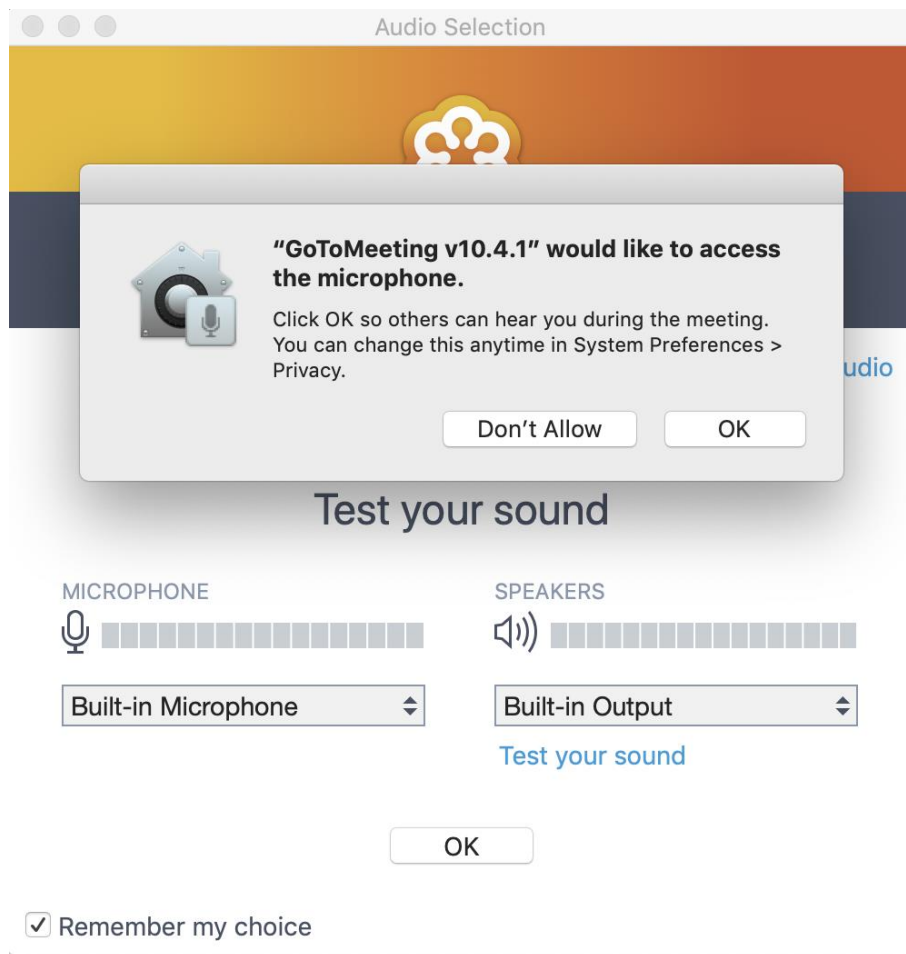 Audio Selection
“GoToMeeting v10.4.1” would like to access
the microphone.
Click OK so others can hear you during the meeting.
You can change this anytime in System Preferences >
Privacy.
udio
Don’t Allow
OK
Test your sound
MICROPHONE
SPEAKERS
Built-in Microphone
Built-in Output
Test your sound
OK
Remember my choice